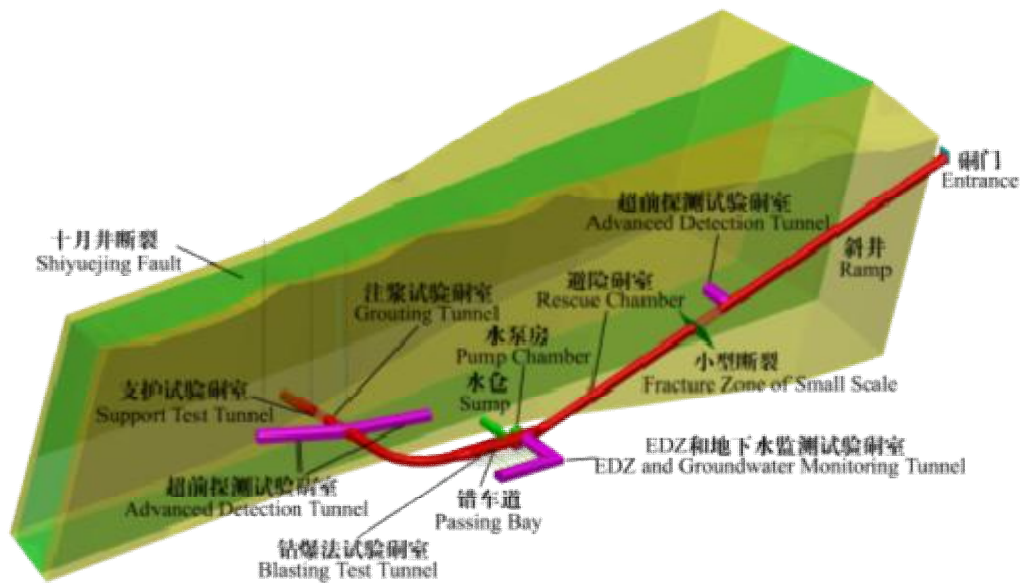 硐门
Entrance
超前探测试验硐室
Advanced Detection Tunnel
斜井
Ramp
十月井断裂
Shiyuejing Fault
避险硐室
Rescue Chamber
注浆试验硐室
Grouting Tunnel
水泵房
Pump Chamber
小型断裂
Fracture Zone of Small Scale
水仓
Sump
支护试验硐室
Support Test Tunnel
EDZ和地下水监测试验硐室
EDZ and Groundwater Monitoring Tunnel
超前探测试验硐室
Advanced Detection Tunnel
错车道
Passing Bay
钻爆法试验硐室
Blasting Test Tunnel